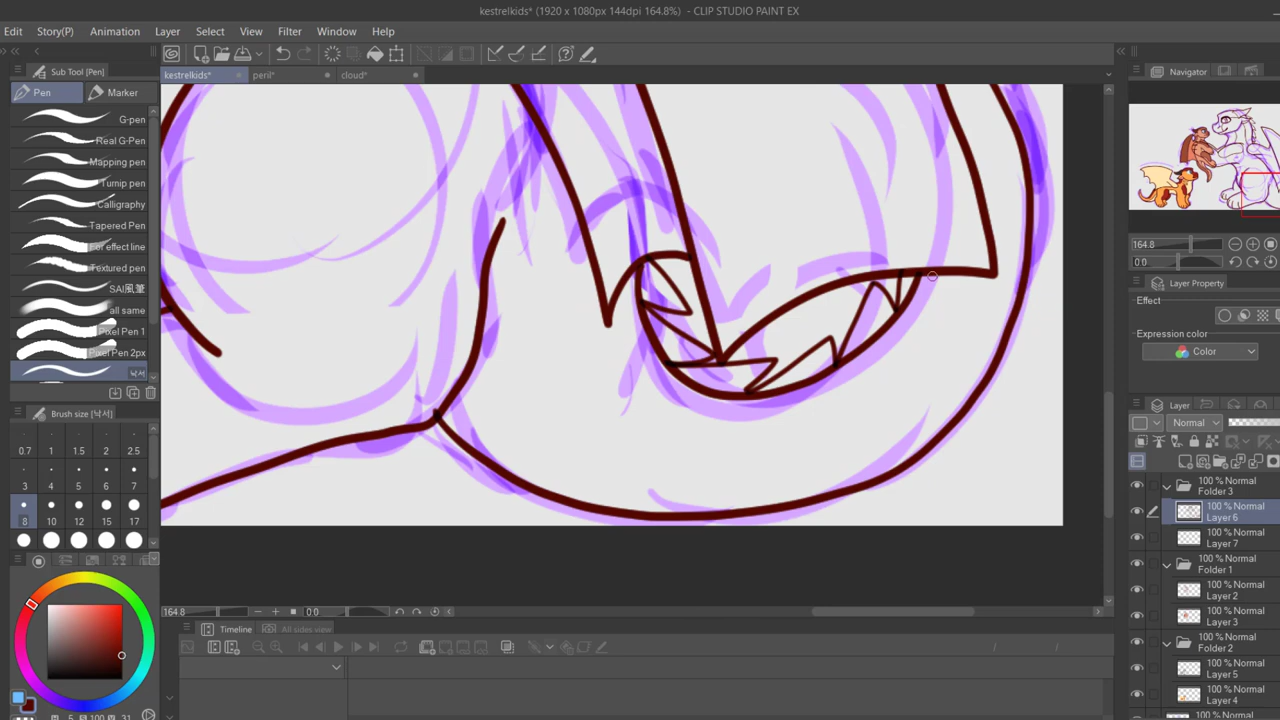 kestrelkids* (1920 x 1080px 144dpi 164.8%) - CLIP STUDIO PAINT EX
Edit Story(P) Animation Layer Select View Filter Window Help
Sub Tool [Pen]
kestrelkids* peril* cloud*
Navigator
Pen Marker
G-pen
Real G-Pen
Mapping pen
Turnip pen
Calligraphy
Tapered Pen
For effect line
Textured pen
SAI風筆
all same
Pixel Pen 1
Pixel Pen 2px
낙서
Brush size [낙서]
0.7 1 1.5 2 2.5
3 4 5 6 7
8 10 12 15 17
164.8
0.0
Layer Property
Effect
Expression color
Color
Layer
Normal
100 % Normal
Folder 3
100 % Normal
Layer 6
100 % Normal
Layer 7
100 % Normal
Folder 1
100 % Normal
Layer 2
100 % Normal
Layer 3
100 % Normal
Folder 2
100 % Normal
Layer 5
100 % Normal
Layer 4
100 % Normal
164.8 0.0
Timeline All sides view